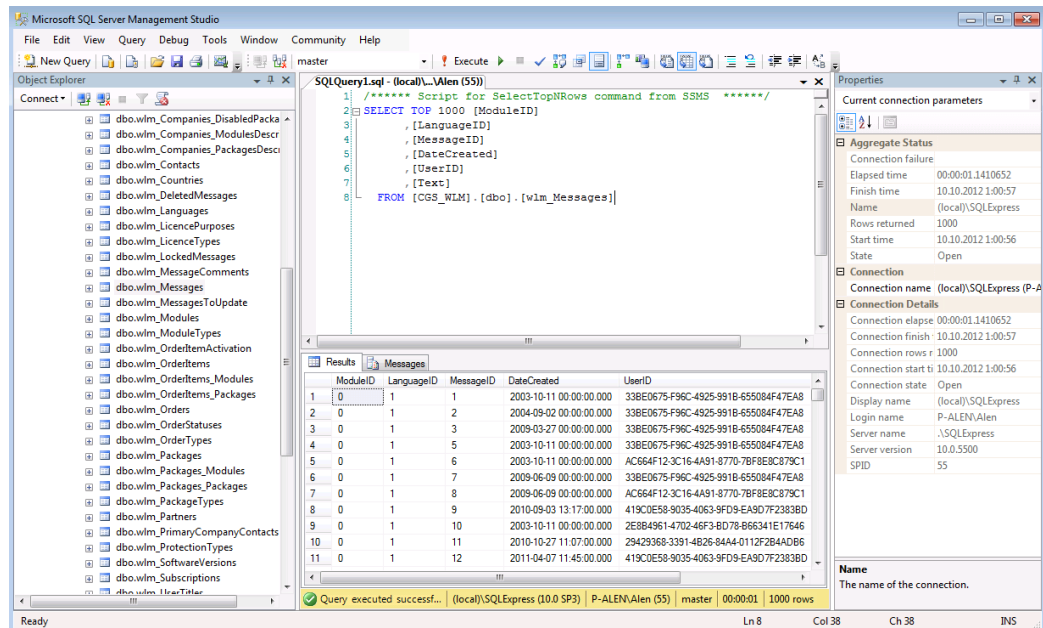 Microsoft SQL Server Management Studio
File Edit View Query Debug Tools Window Community Help
New Query master Execute
Object Explorer
Connect
dbo.wlm_Companies_DisabledPacka
dbo.wlm_Companies_ModulesDescr
dbo.wlm_Companies_PackagesDescr
dbo.wlm_Contacts
dbo.wlm_Countries
dbo.wlm_DeletedMessages
dbo.wlm_Languages
dbo.wlm_LicencePurposes
dbo.wlm_LicenceTypes
dbo.wlm_LockedMessages
dbo.wlm_MessageComments
dbo.wlm_Messages
dbo.wlm_MessagesToUpdate
dbo.wlm_Modules
dbo.wlm_ModuleTypes
dbo.wlm_OrderItemActivation
dbo.wlm_OrderItems
dbo.wlm_OrderItems_Modules
dbo.wlm_OrderItems_Packages
dbo.wlm_Orders
dbo.wlm_OrderStatuses
dbo.wlm_OrderTypes
dbo.wlm_Packages
dbo.wlm_Packages_Modules
dbo.wlm_Packages_Packages
dbo.wlm_PackageTypes
dbo.wlm_Partners
dbo.wlm_PrimaryCompanyContacts
dbo.wlm_ProtectionTypes
dbo.wlm_SoftwareVersions
dbo.wlm_Subscriptions
dbo.wlm_UserTitles
SQLQuery1.sql - (local)\...\Alen (55))
1 /****** Script for SelectTopNRows command from SSMS ******/
2 SELECT TOP 1000 [ModuleID]
3 ,[LanguageID]
4 ,[MessageID]
5 ,[DateCreated]
6 ,[UserID]
7 ,[Text]
8 FROM [CGS_WLM].[dbo].[wlm_Messages]
Results Messages
ModuleID LanguageID MessageID DateCreated UserID
1 0 1 1 2003-10-11 00:00:00.000 33BE0675-F96C-4925-991B-655084F47EA8
2 0 1 2 2004-09-02 00:00:00.000 33BE0675-F96C-4925-991B-655084F47EA8
3 0 1 3 2009-03-27 00:00:00.000 33BE0675-F96C-4925-991B-655084F47EA8
4 0 1 5 2003-10-11 00:00:00.000 33BE0675-F96C-4925-991B-655084F47EA8
5 0 1 6 2003-10-11 00:00:00.000 AC664F12-3C16-4A91-8770-7BF8E8C879C1
6 0 1 7 2009-06-09 00:00:00.000 33BE0675-F96C-4925-991B-655084F47EA8
7 0 1 8 2009-06-09 00:00:00.000 AC664F12-3C16-4A91-8770-7BF8E8C879C1
8 0 1 9 2010-09-03 13:17:00.000 419C0E58-9035-4063-9FD9-EA9D7F2383BD
9 0 1 10 2003-10-11 00:00:00.000 2E8B4961-4702-46F3-BD78-B66341E17646
10 0 1 11 2010-10-27 11:07:00.000 29429368-3391-4B26-84A4-0112F2B4ADB6
11 0 1 12 2011-04-07 11:45:00.000 419C0E58-9035-4063-9FD9-EA9D7F2383BD
Query executed successf... (local)\SQLExpress (10.0 SP3) P-ALEN\Alen (55) master 00:00:01 1000 rows
Properties
Current connection parameters
Aggregate Status
Connection failure
Elapsed time 00:00:01.1410652
Finish time 10.10.2012 1:00:57
Name (local)\SQLExpress
Rows returned 1000
Start time 10.10.2012 1:00:56
State Open
Connection
Connection name (local)\SQLExpress (P-A
Connection Details
Connection elapse 00:00:01.1410652
Connection finish 10.10.2012 1:00:57
Connection rows r 1000
Connection start ti 10.10.2012 1:00:56
Connection state Open
Display name (local)\SQLExpress
Login name P-ALEN\Alen
Server name .\SQLExpress
Server version 10.0.5500
SPID 55
Name
The name of the connection.
Ready Ln 8 Col 38 Ch 38 INS